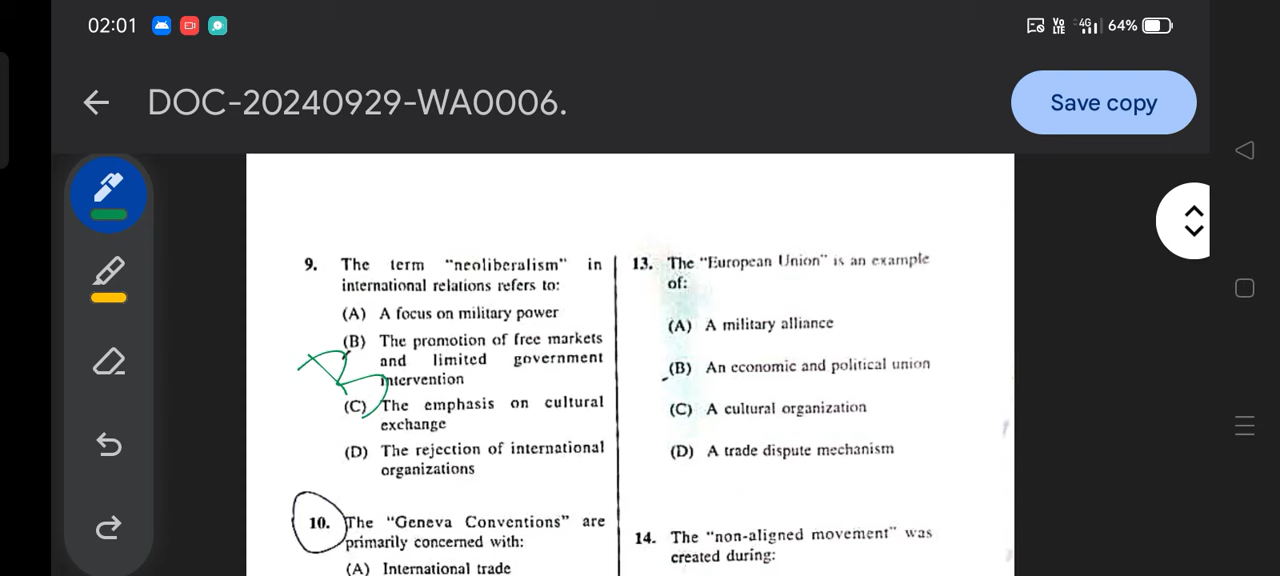 02:01
Vo LTE 4G 64%
DOC-20240929-WA0006.
Save copy
9. The term "neoliberalism" in
international relations refers to:
(A) A focus on military power
(B) The promotion of free markets
and limited government
intervention
(C) The emphasis on cultural
exchange
(D) The rejection of international
organizations
10. The "Geneva Conventions" are
primarily concerned with:
(A) International trade
13. The "European Union" is an example
of:
(A) A military alliance
(B) An economic and political union
(C) A cultural organization
(D) A trade dispute mechanism
14. The "non-aligned movement" was
created during: